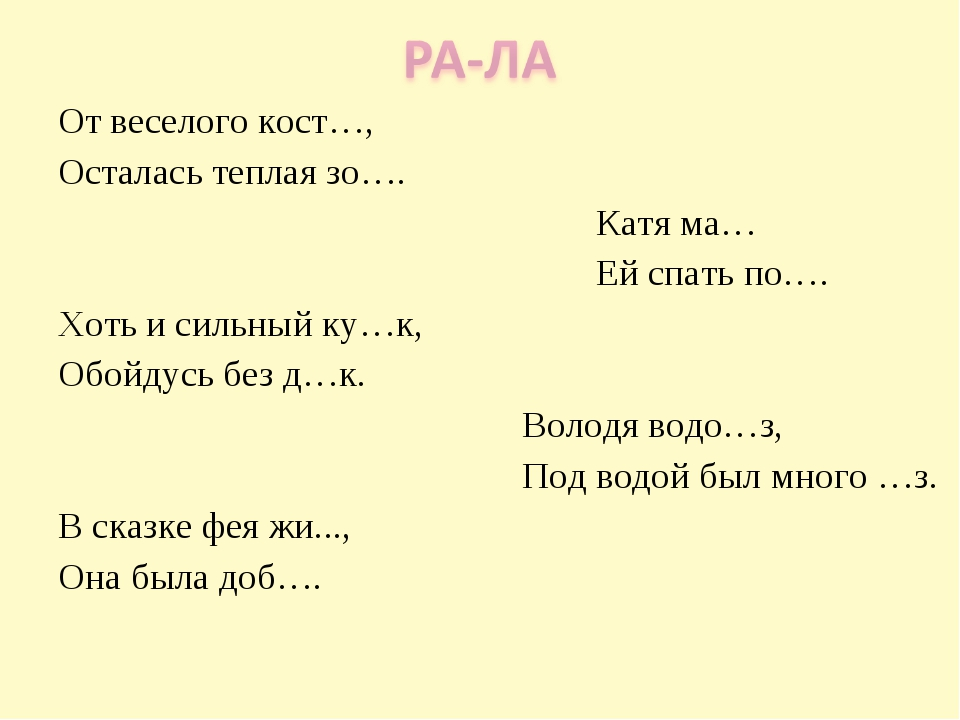 РА-ЛА
От веселого кост…,
Осталась теплая зо….
Катя ма…
Ей спать по….
Хоть и сильный ку…к,
Обойдусь без д…к.
Володя водо…з,
Под водой был много …з.
В сказке фея жи...,
Она была доб….